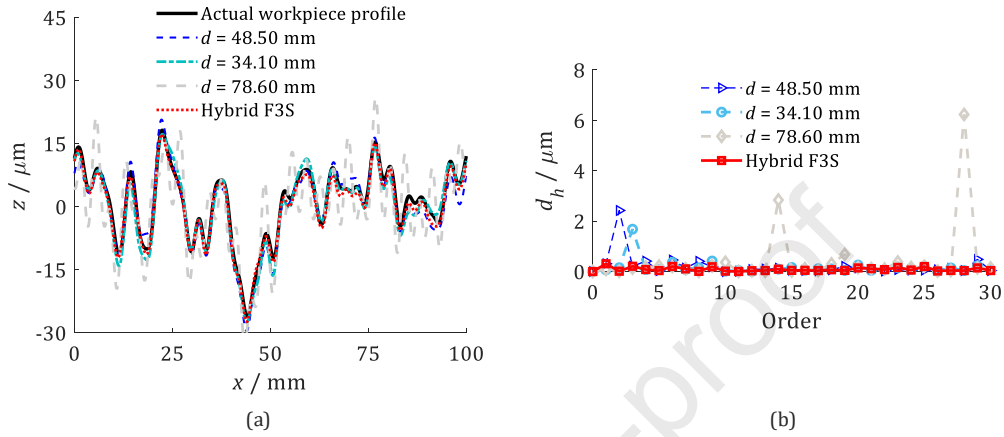 45
30
15
0
-15
-30
z / μm
Actual workpiece profile
d = 48.50 mm
d = 34.10 mm
d = 78.60 mm
Hybrid F3S
0
25
50
75
100
x / mm
(a)
8
6
4
2
0
d_h / μm
d = 48.50 mm
d = 34.10 mm
d = 78.60 mm
Hybrid F3S
0
5
10
15
20
25
30
Order
(b)
sproof